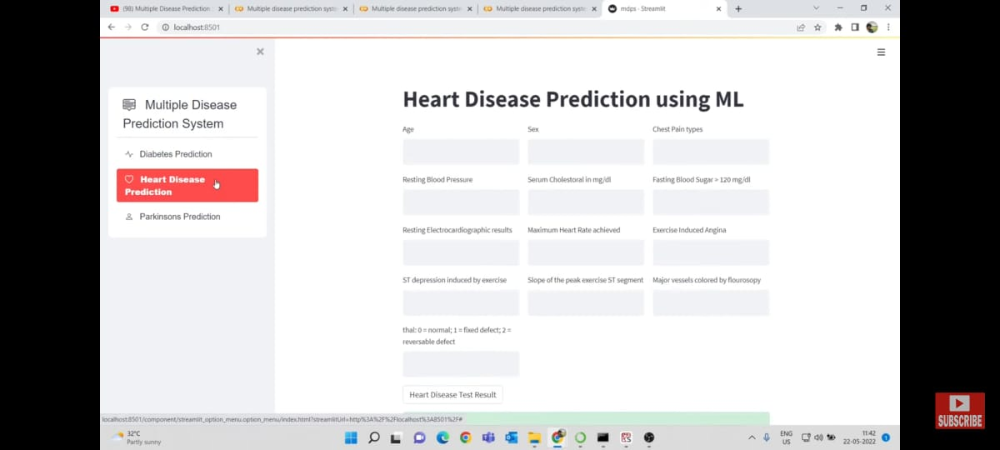 (98) Multiple Disease Prediction
Multiple disease prediction syste
Multiple disease prediction syste
Multiple disease prediction syste
mdps - Streamlit
localhost:8501
Multiple Disease
Prediction System
Diabetes Prediction
Heart Disease
Prediction
Parkinsons Prediction
Heart Disease Prediction using ML
Age
Sex
Chest Pain types
Resting Blood Pressure
Serum Cholestoral in mg/dl
Fasting Blood Sugar > 120 mg/dl
Resting Electrocardiographic results
Maximum Heart Rate achieved
Exercise Induced Angina
ST depression induced by exercise
Slope of the peak exercise ST segment
Major vessels colored by flourosopy
thal: 0 = normal; 1 = fixed defect; 2 =
reversable defect
Heart Disease Test Result
localhost:8501/component/streamlit_option_menu.option_menu/index.html?streamlitUrl=http%3A%2F%2Flocalhost%3A8501%2F#
32°C
Partly sunny
ENG
US
11:42
22-05-2022
1
SUBSCRIBE